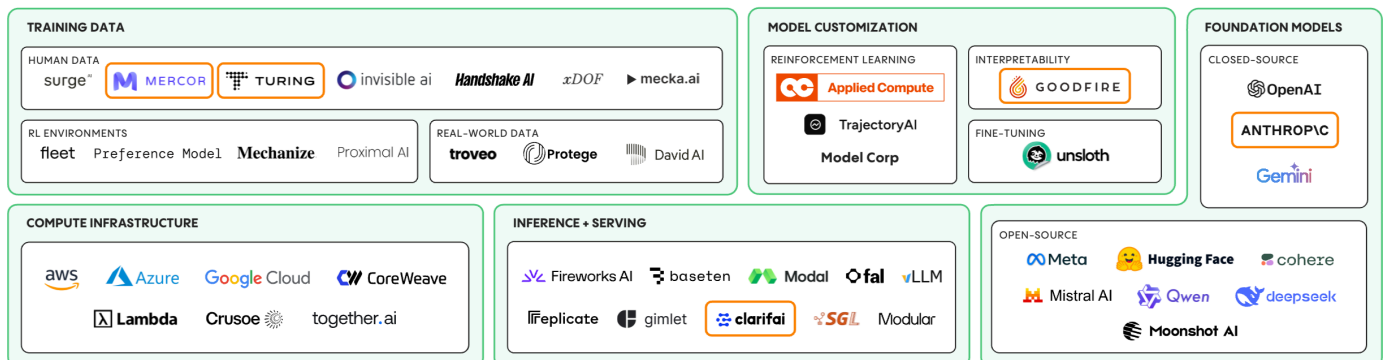 TRAINING DATA
HUMAN DATA
surge AI
MERCOR
TURING
invisible ai
Handshake AI
xDOF
mecka.ai
RL ENVIRONMENTS
fleet
Preference Model
Mechanize
Proximal AI
REAL-WORLD DATA
troveo
Protege
David AI
MODEL CUSTOMIZATION
REINFORCEMENT LEARNING
Applied Compute
TrajectoryAI
Model Corp
INTERPRETABILITY
GOODFIRE
FINE-TUNING
unsloth
FOUNDATION MODELS
CLOSED-SOURCE
OpenAI
ANTHROP\C
Gemini
COMPUTE INFRASTRUCTURE
aws
Azure
Google Cloud
CoreWeave
Lambda
Crusoe
together.ai
INFERENCE + SERVING
Fireworks AI
baseten
Modal
fal
vLLM
Replicate
gimlet
clarifai
SGL
Modular
OPEN-SOURCE
Meta
Hugging Face
cohere
Mistral AI
Qwen
deepseek
Moonshot AI